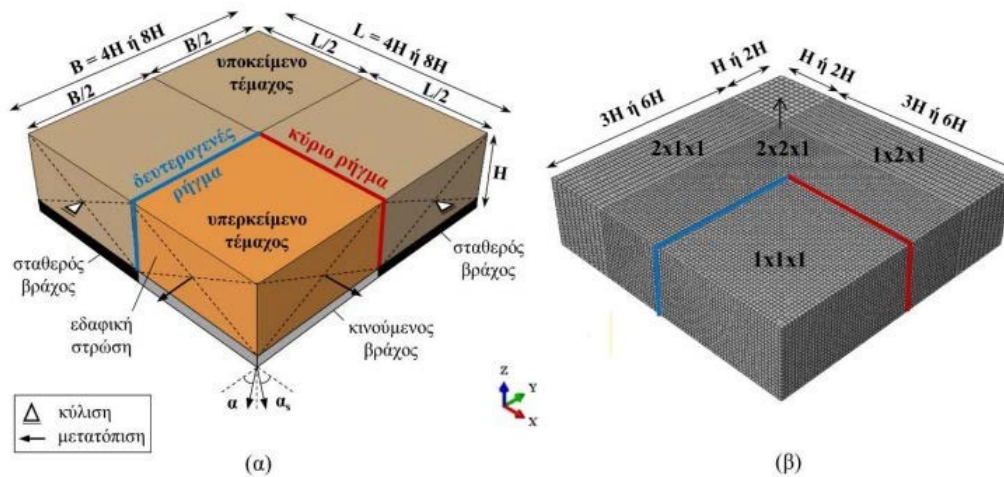 B = 4H ή 8H
B/2
B/2
L = 4H ή 8H
L/2
L/2
υποκείμενο
τέμαχος
δευτερογενές
ρήγμα
κύριο ρήγμα
H
υπερκείμενο
τέμαχος
σταθερός
βράχος
σταθερός
βράχος
εδαφική
στρώση
κινούμενος
βράχος
α
αs
κύλιση
μετατόπιση
(α)
Z
Y
X
3H ή 6H
H ή 2H
H ή 2H
3H ή 6H
2x1x1
2x2x1
1x2x1
1x1x1
(β)